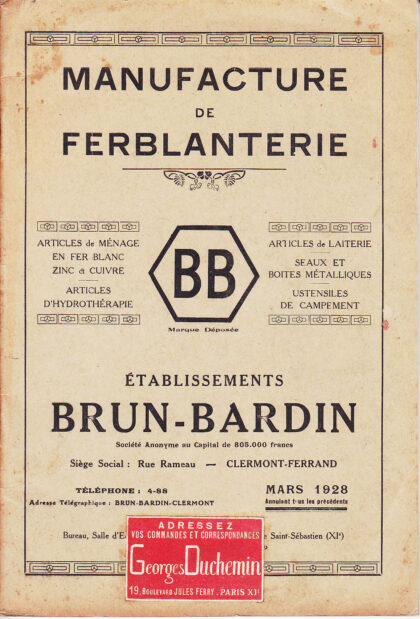 MANUFACTURE
DE
FERBLANTERIE
ARTICLES de MÉNAGE
EN FER BLANC
ZINC & CUIVRE
ARTICLES
D'HYDROTHÉRAPIE
BB
Marque Déposée
ARTICLES de LAITERIE
SEAUX ET
BOITES MÉTALLIQUES
USTENSILES
DE CAMPEMENT
ÉTABLISSEMENTS
BRUN-BARDIN
Société Anonyme au Capital de 805.000 francs
Siège Social : Rue Rameau — CLERMONT-FERRAND
TÉLÉPHONE : 4-88
Adresse Télégraphique : BRUN-BARDIN-CLERMONT
MARS 1928
Annulant t·us les précédents
Bureau, Salle d'E
Saint-Sébastien (XIe)
ADRESSEZ
VOS COMMANDES ET CORRESPONDANCES
Georges Duchemin
19, BOULEVARD JULES FERRY. PARIS XIe